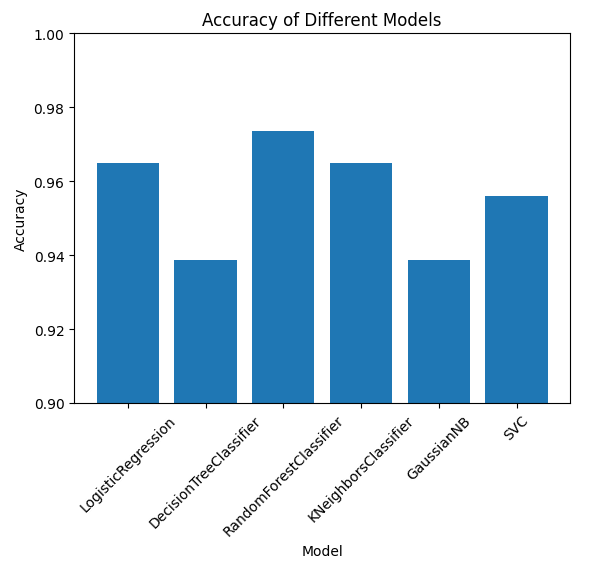 Accuracy of Different Models
1.00
0.98
0.96
0.94
0.92
0.90
Accuracy
LogisticRegression
DecisionTreeClassifier
RandomForestClassifier
KNeighborsClassifier
GaussianNB
SVC
Model